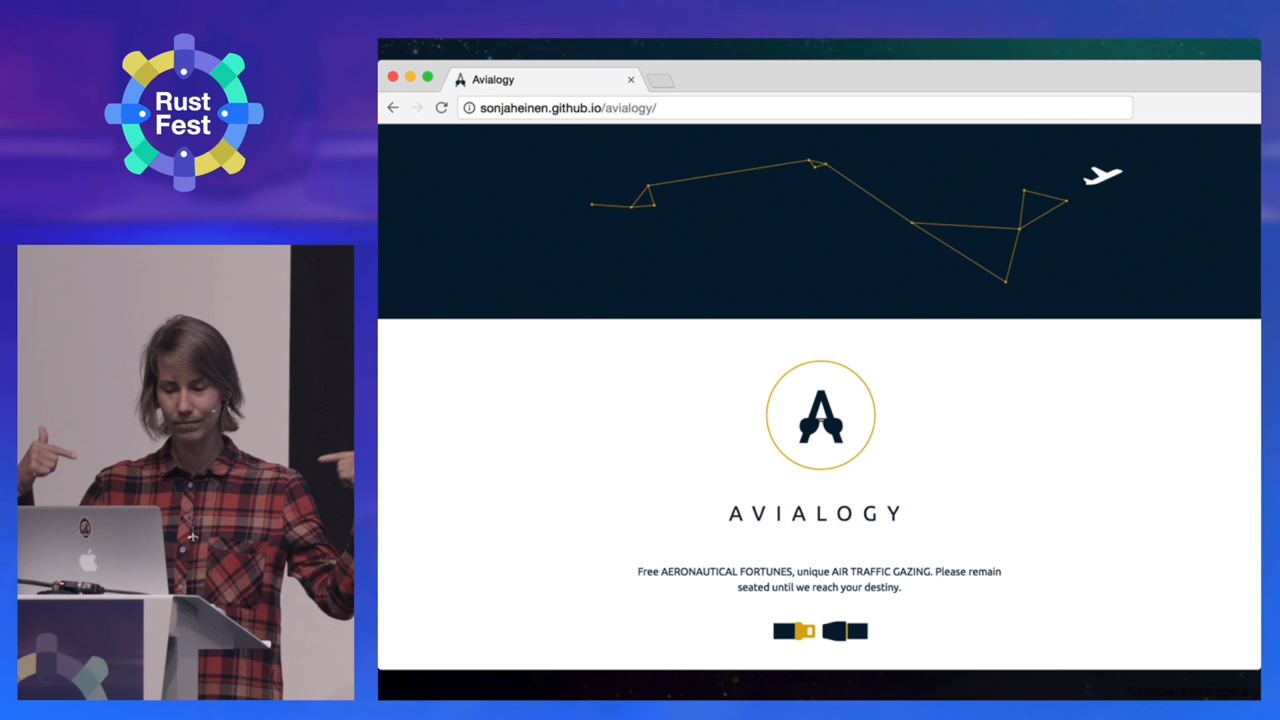 Rust
Fest
Avialogy
sonjaheinen.github.io/avialogy/
AVIALOGY
Free AERONAUTICAL FORTUNES, unique AIR TRAFFIC GAZING. Please remain
seated until we reach your destiny.